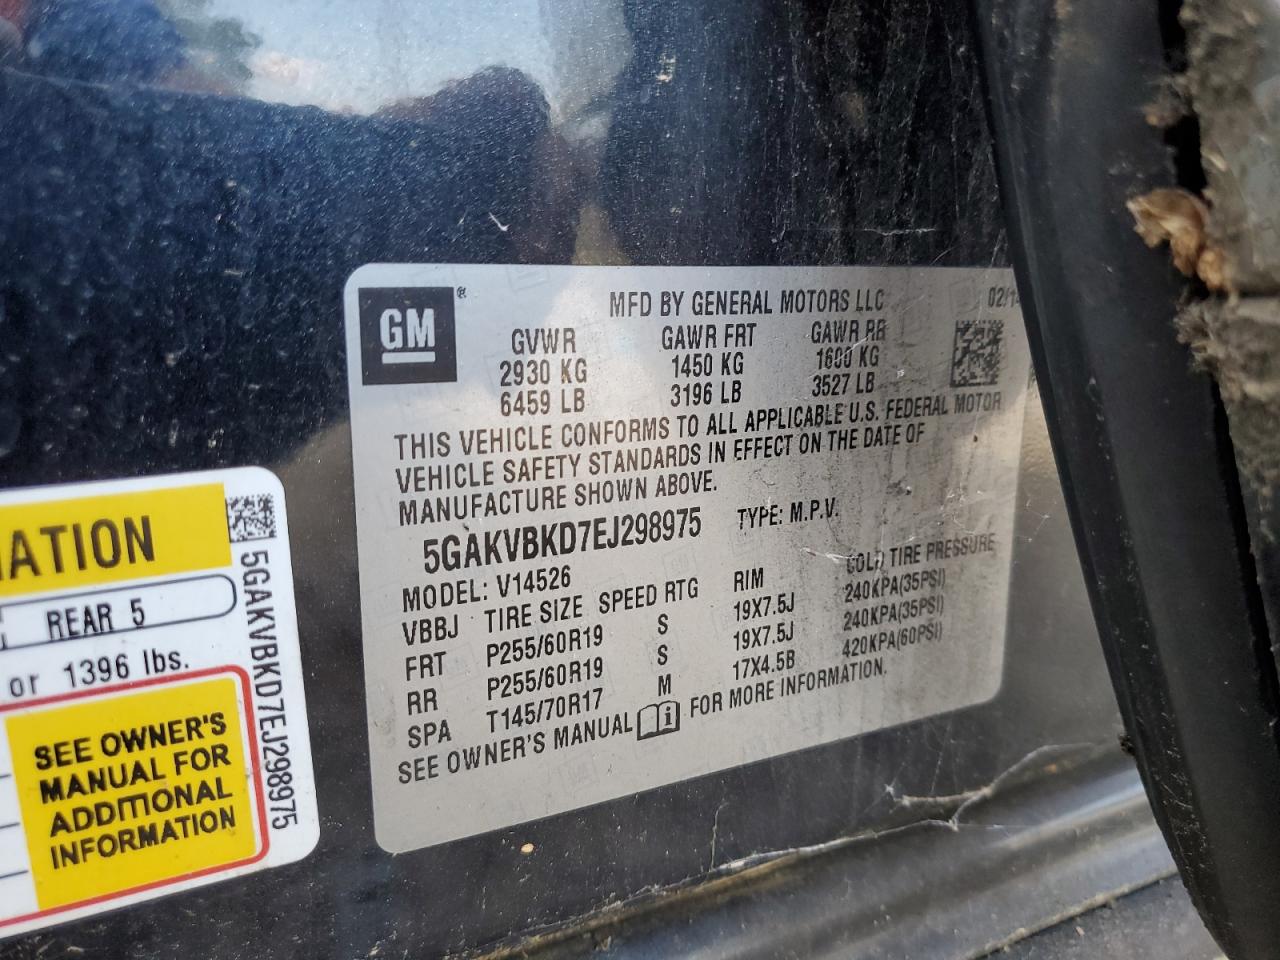 GM
®
MFD BY GENERAL MOTORS LLC
02/14
GVWR GAWR FRT GAWR RR
2930 KG 1450 KG 1600 KG
6459 LB 3196 LB 3527 LB
THIS VEHICLE CONFORMS TO ALL APPLICABLE U.S. FEDERAL MOTOR
VEHICLE SAFETY STANDARDS IN EFFECT ON THE DATE OF
MANUFACTURE SHOWN ABOVE.
5GAKVBKD7EJ298975 TYPE: M.P.V.
MODEL: V14526
VBBJ TIRE SIZE SPEED RTG RIM COLD TIRE PRESSURE
FRT P255/60R19 S 19X7.5J 240KPA(35PSI)
RR P255/60R19 S 19X7.5J 240KPA(35PSI)
SPA T145/70R17 M 17X4.5B 420KPA(60PSI)
SEE OWNER'S MANUAL FOR MORE INFORMATION.
ATION
REAR 5
or 1396 lbs.
SEE OWNER'S
MANUAL FOR
ADDITIONAL
INFORMATION
5GAKVBKD7EJ298975